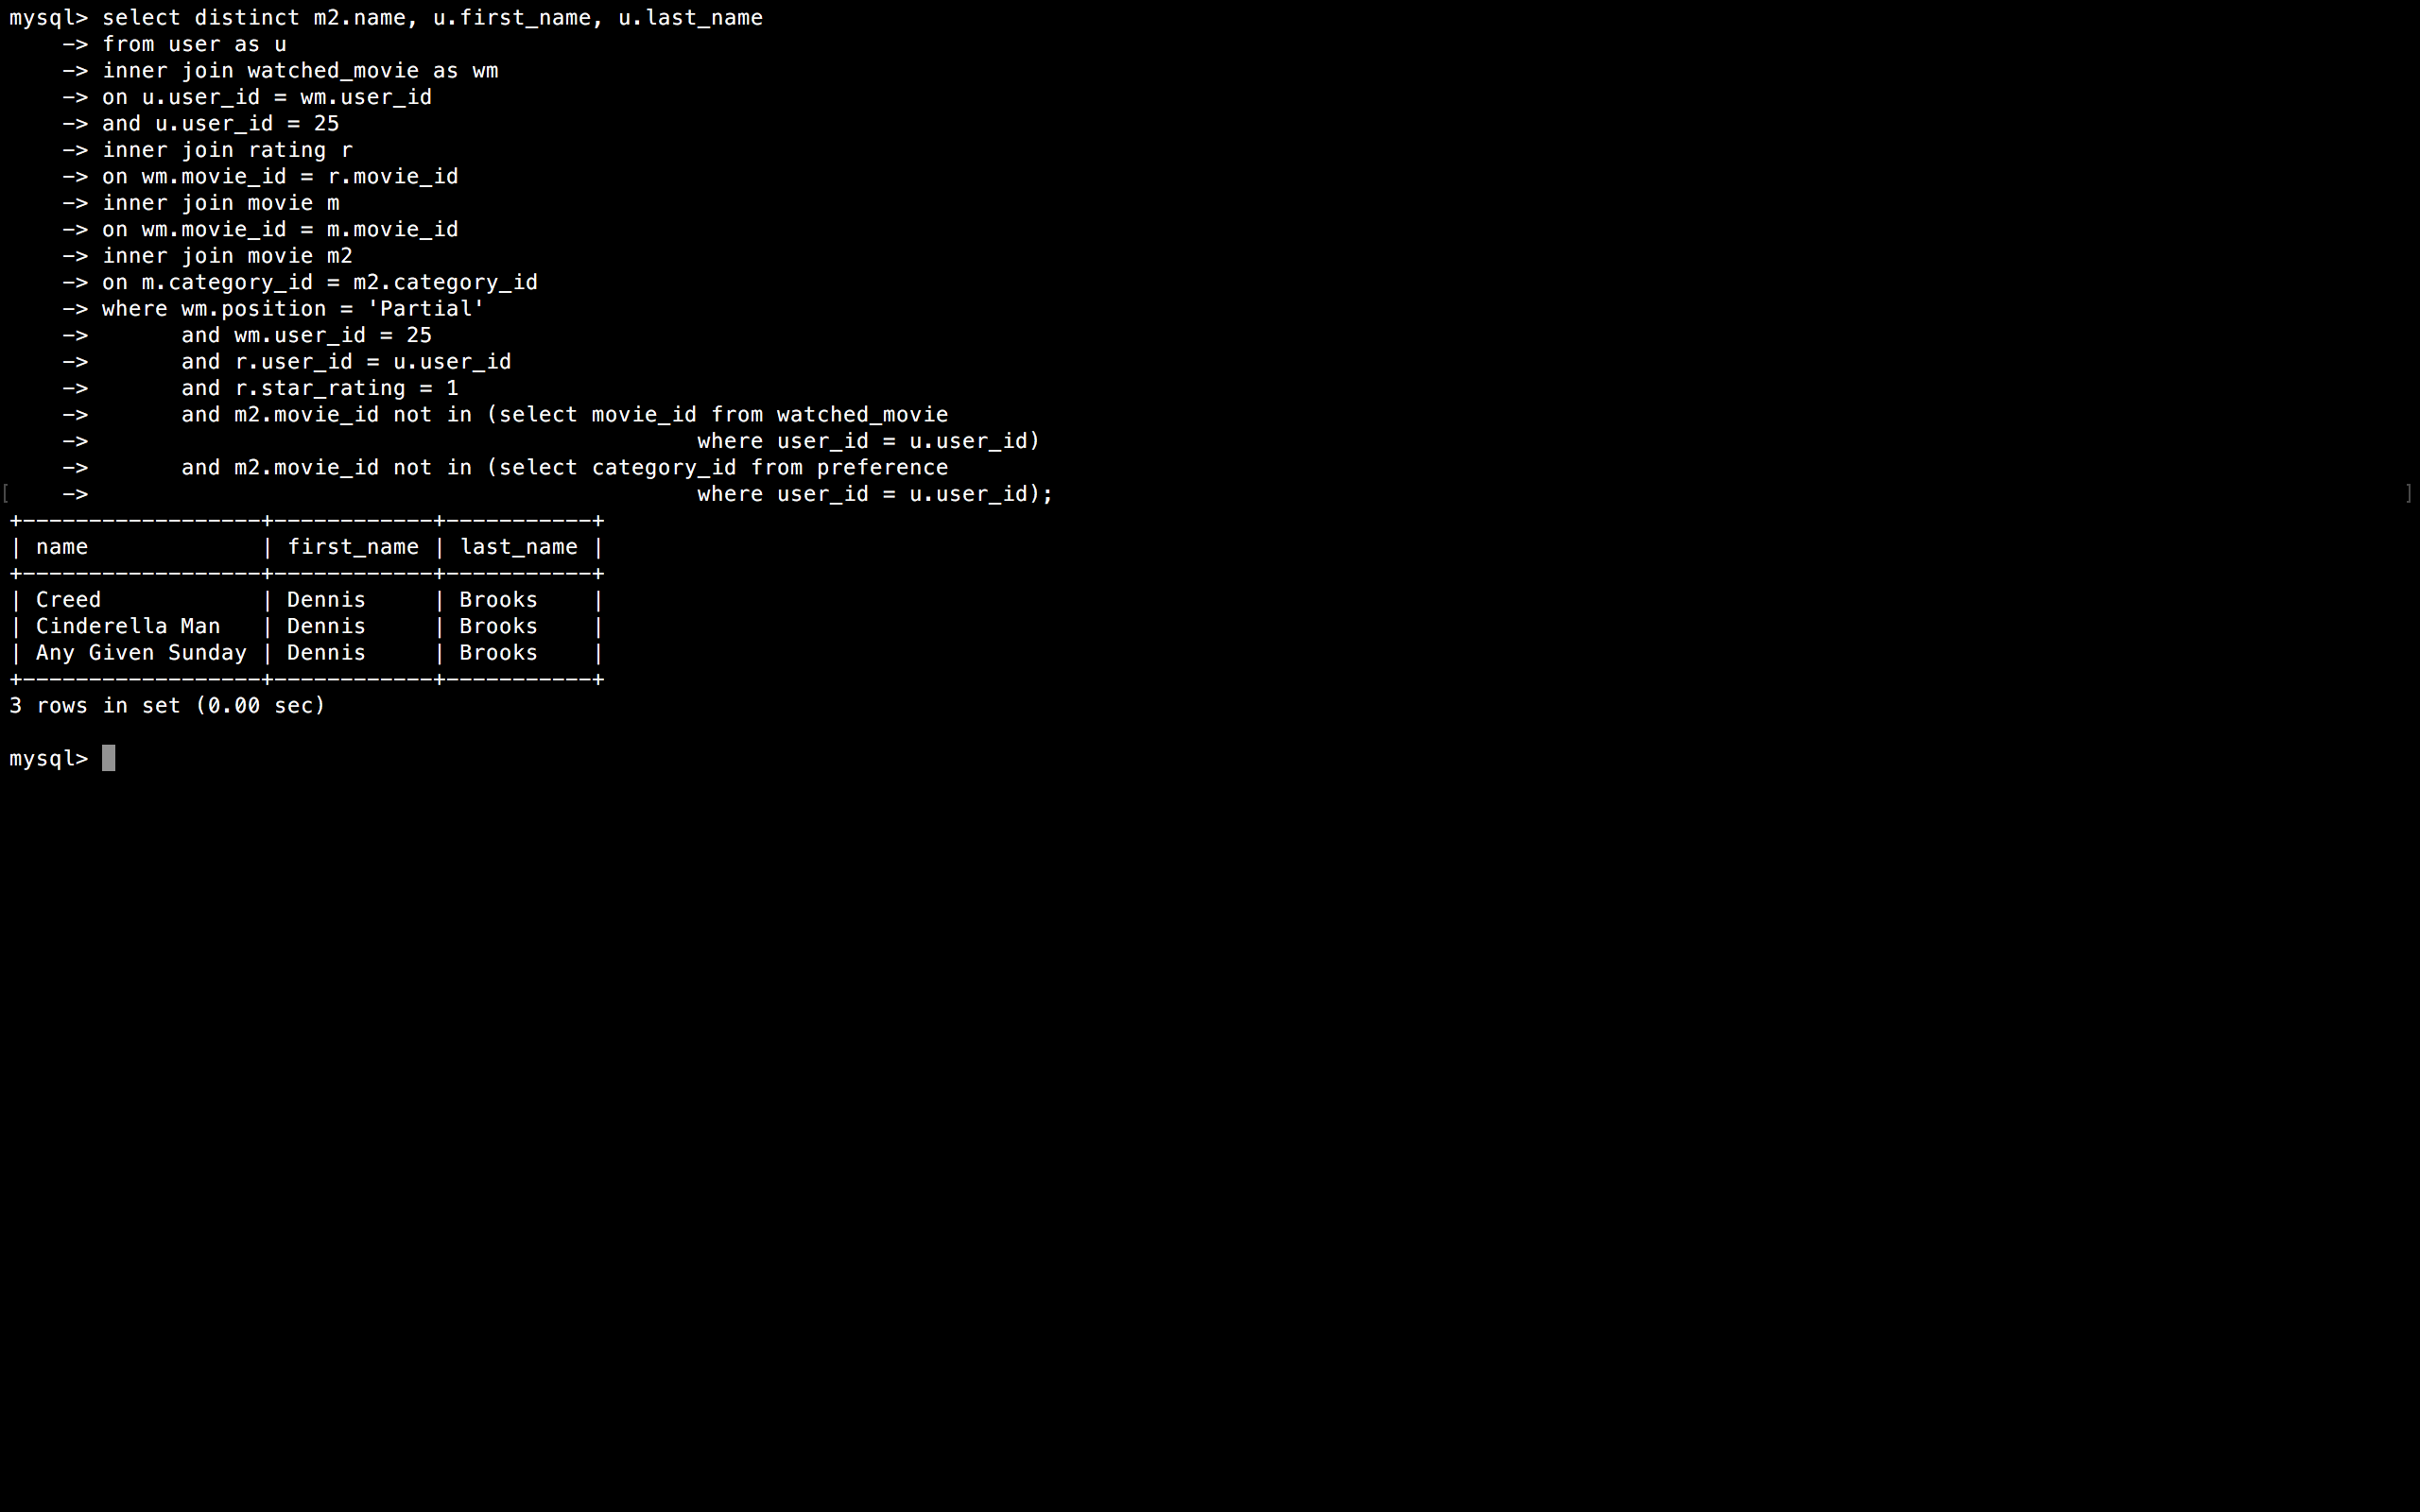 mysql> select distinct m2.name, u.first_name, u.last_name
    -> from user as u
    -> inner join watched_movie as wm
    -> on u.user_id = wm.user_id
    -> and u.user_id = 25
    -> inner join rating r
    -> on wm.movie_id = r.movie_id
    -> inner join movie m
    -> on wm.movie_id = m.movie_id
    -> inner join movie m2
    -> on m.category_id = m2.category_id
    -> where wm.position = 'Partial'
    ->       and wm.user_id = 25
    ->       and r.user_id = u.user_id
    ->       and r.star_rating = 1
    ->       and m2.movie_id not in (select movie_id from watched_movie
    ->                                              where user_id = u.user_id)
    ->       and m2.movie_id not in (select category_id from preference
[    ->                                              where user_id = u.user_id); ]
+------------------+------------+-----------+
| name             | first_name | last_name |
+------------------+------------+-----------+
| Creed            | Dennis     | Brooks    |
| Cinderella Man   | Dennis     | Brooks    |
| Any Given Sunday | Dennis     | Brooks    |
+------------------+------------+-----------+
3 rows in set (0.00 sec)
mysql>